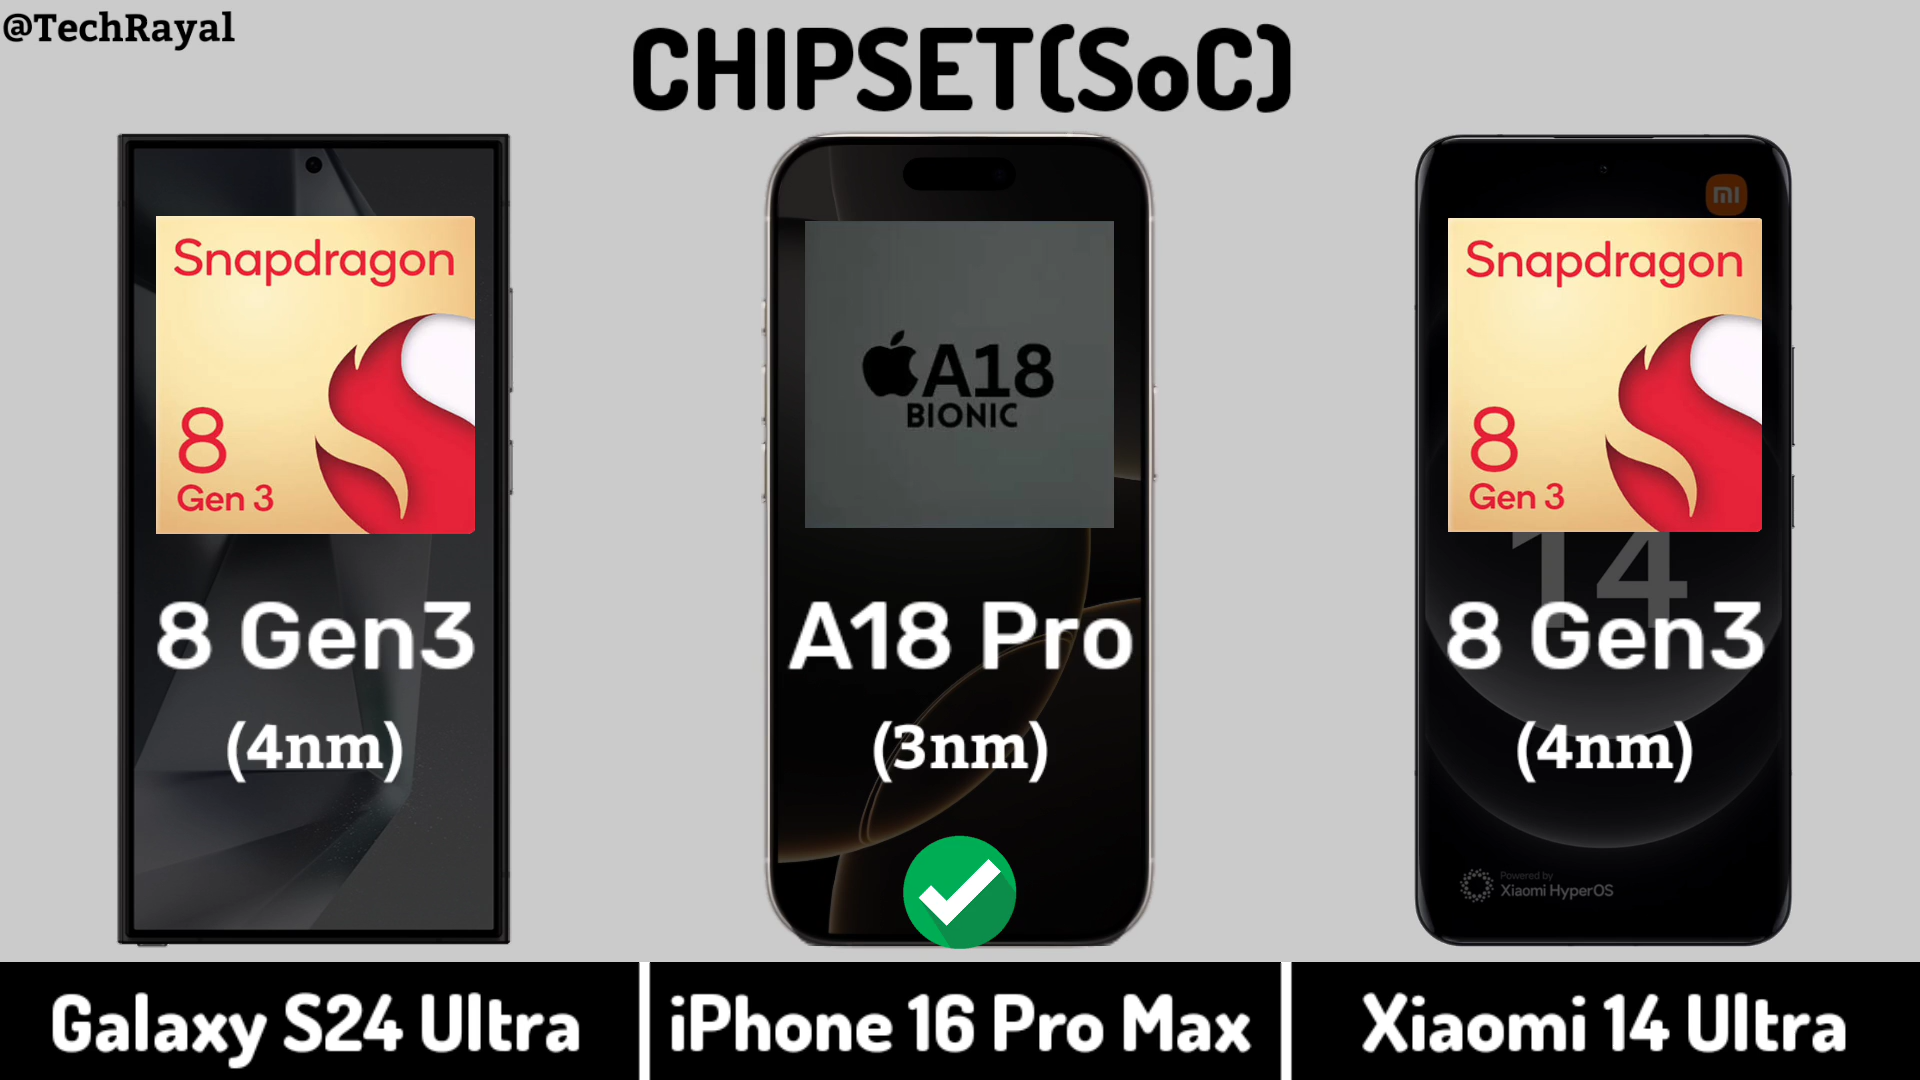 @TechRayal
CHIPSET(SoC)
Snapdragon
8
Gen 3
8 Gen3
(4nm)
A18
BIONIC
A18 Pro
(3nm)
mi
Snapdragon
8
Gen 3
14
8 Gen3
(4nm)
Powered by
Xiaomi HyperOS
Galaxy S24 Ultra
iPhone 16 Pro Max
Xiaomi 14 Ultra